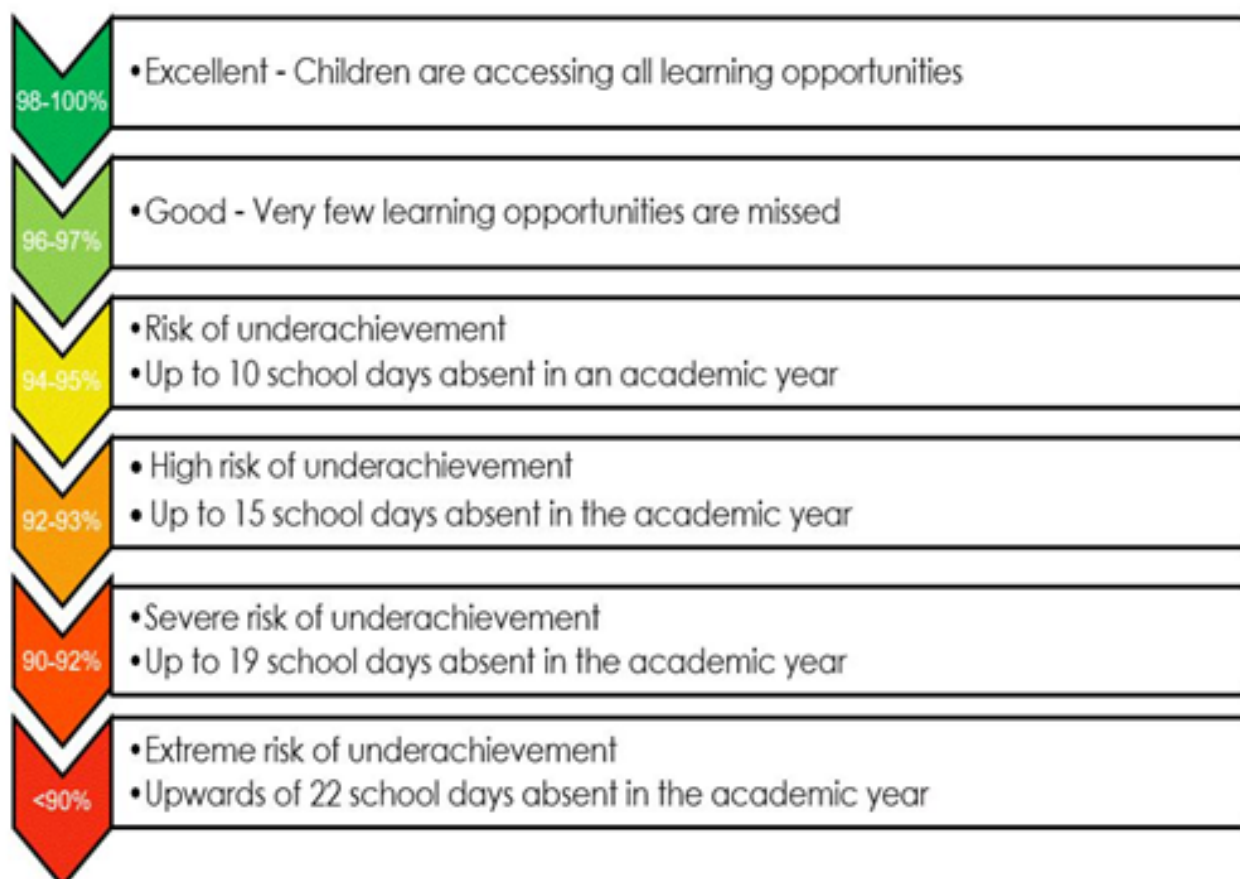 98-100%
•Excellent - Children are accessing all learning opportunities
96-97%
•Good - Very few learning opportunities are missed
94-95%
•Risk of underachievement
•Up to 10 school days absent in an academic year
92-93%
• High risk of underachievement
• Up to 15 school days absent in the academic year
90-92%
•Severe risk of underachievement
•Up to 19 school days absent in the academic year
<90%
•Extreme risk of underachievement
•Upwards of 22 school days absent in the academic year